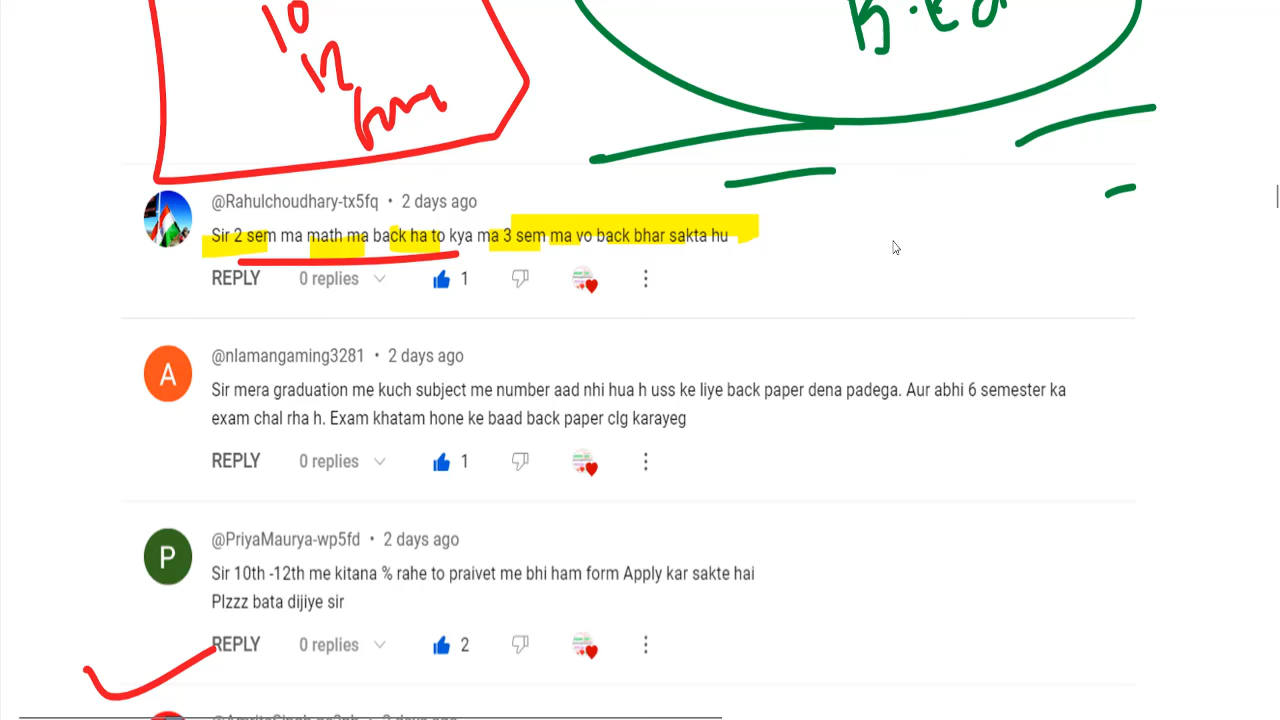 10
12
B.Ed
@Rahulchoudhary-tx5fq • 2 days ago
Sir 2 sem ma math ma back ha to kya ma 3 sem ma vo back bhar sakta hu
REPLY 0 replies 1
A
@nlamangaming3281 • 2 days ago
Sir mera graduation me kuch subject me number aad nhi hua h uss ke liye back paper dena padega. Aur abhi 6 semester ka
exam chal rha h. Exam khatam hone ke baad back paper clg karayeg
REPLY 0 replies 1
P
@PriyaMaurya-wp5fd • 2 days ago
Sir 10th -12th me kitana % rahe to praivet me bhi ham form Apply kar sakte hai
Plzzz bata dijiye sir
REPLY 0 replies 2